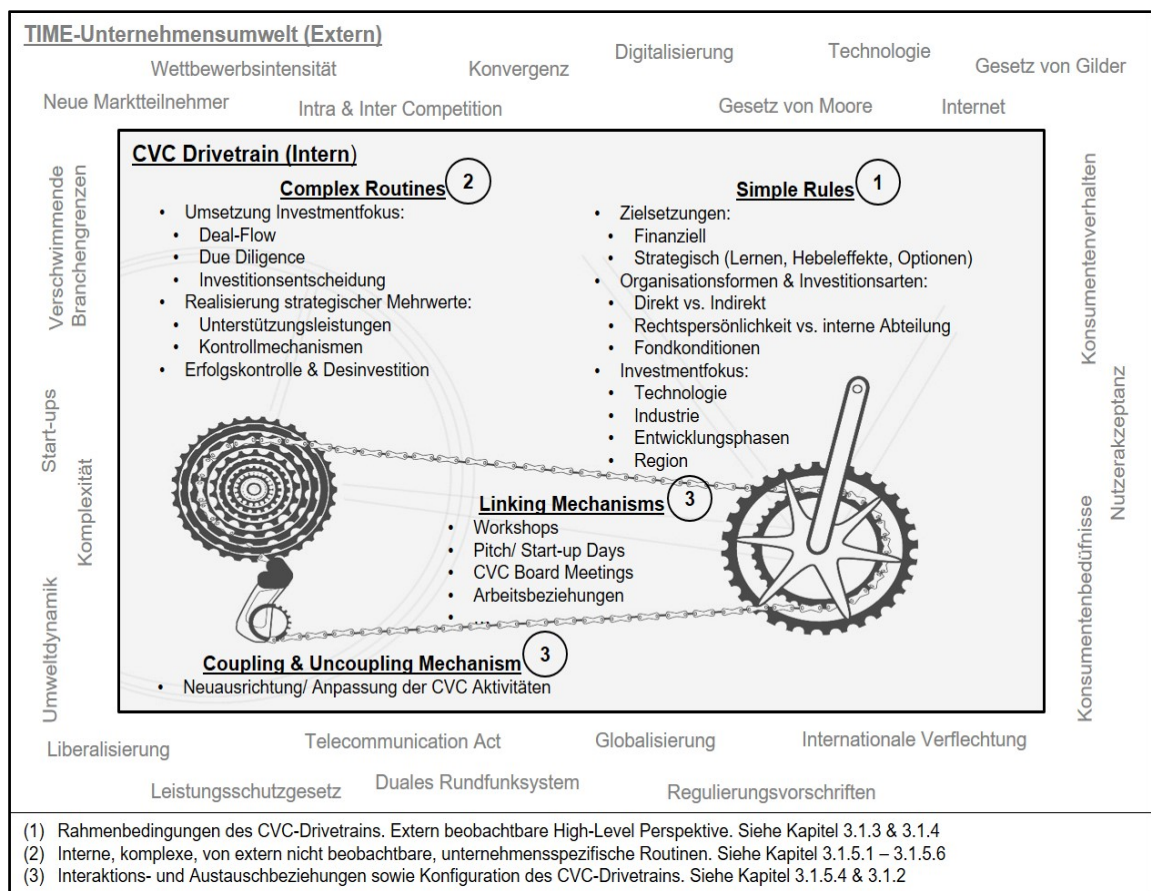 TIME-Unternehmensumwelt (Extern)
Digitalisierung
Technologie
Wettbewerbsintensität
Konvergenz
Gesetz von Gilder
Neue Marktteilnehmer
Intra & Inter Competition
Gesetz von Moore
Internet
Verschwimmende
Branchengrenzen
Start-ups
Komplexität
Umweltdynamik
CVC Drivetrain (Intern)
Complex Routines 2
• Umsetzung Investmentfokus:
• Deal-Flow
• Due Diligence
• Investitionsentscheidung
• Realisierung strategischer Mehrwerte:
• Unterstützungsleistungen
• Kontrollmechanismen
• Erfolgskontrolle & Desinvestition
Simple Rules 1
• Zielsetzungen:
• Finanziell
• Strategisch (Lernen, Hebeleffekte, Optionen)
• Organisationsformen & Investitionsarten:
• Direkt vs. Indirekt
• Rechtspersönlichkeit vs. interne Abteilung
• Fondkonditionen
• Investmentfokus:
• Technologie
• Industrie
• Entwicklungsphasen
• Region
Linking Mechanisms 3
• Workshops
• Pitch/ Start-up Days
• CVC Board Meetings
• Arbeitsbeziehungen
• ...
Coupling & Uncoupling Mechanism 3
• Neuausrichtung/ Anpassung der CVC Aktivitäten
Konsumentenverhalten
Nutzerakzeptanz
Konsumentenbedüfnisse
Liberalisierung
Telecommunication Act
Globalisierung
Internationale Verflechtung
Leistungsschutzgesetz
Duales Rundfunksystem
Regulierungsvorschriften
(1) Rahmenbedingungen des CVC-Drivetrains. Extern beobachtbare High-Level Perspektive. Siehe Kapitel 3.1.3 & 3.1.4
(2) Interne, komplexe, von extern nicht beobachtbare, unternehmensspezifische Routinen. Siehe Kapitel 3.1.5.1 – 3.1.5.6
(3) Interaktions- und Austauschbeziehungen sowie Konfiguration des CVC-Drivetrains. Siehe Kapitel 3.1.5.4 & 3.1.2